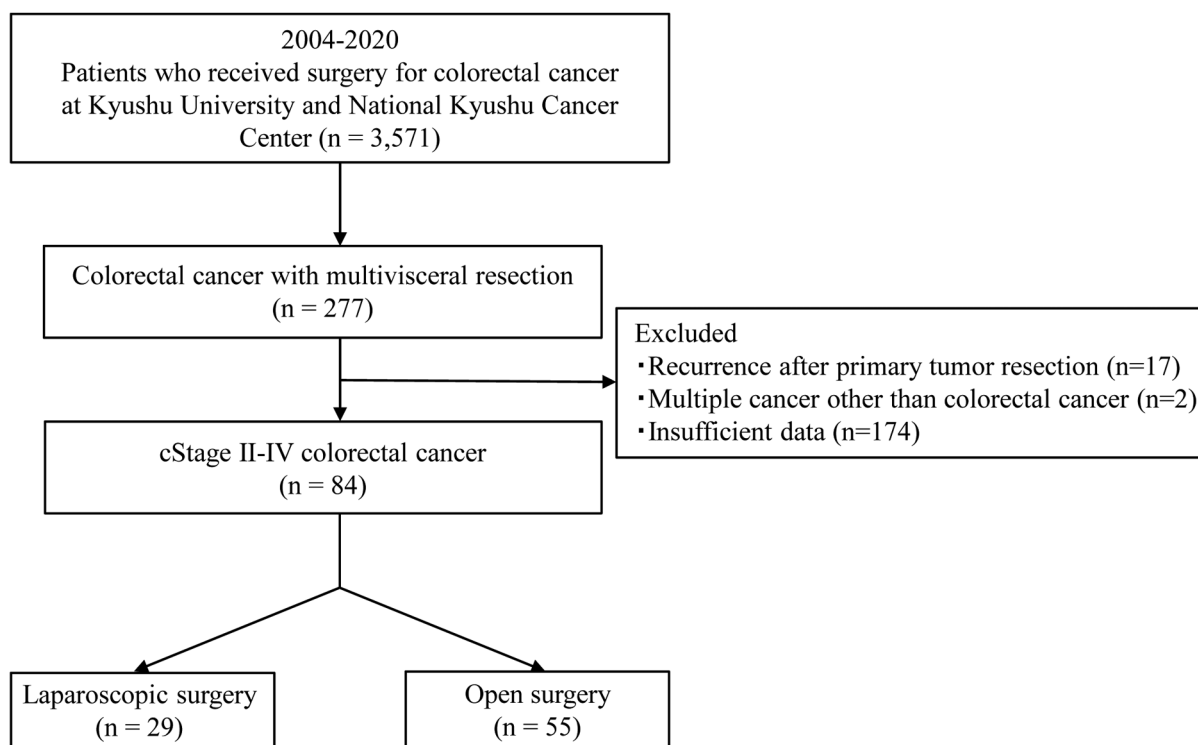 2004-2020
Patients who received surgery for colorectal cancer
at Kyushu University and National Kyushu Cancer
Center (n = 3,571)
Colorectal cancer with multivisceral resection
(n = 277)
Excluded
・Recurrence after primary tumor resection (n=17)
・Multiple cancer other than colorectal cancer (n=2)
・Insufficient data (n=174)
cStage II-IV colorectal cancer
(n = 84)
Laparoscopic surgery
(n = 29)
Open surgery
(n = 55)